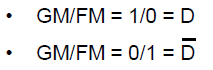 • GM/FM = 1/0 = D
• GM/FM = 0/1 = D̅